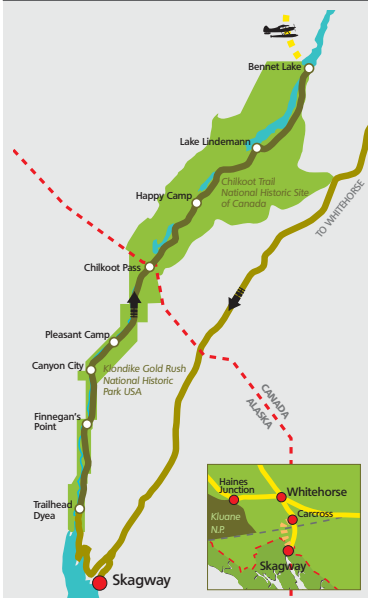 Bennet Lake
Lake Lindemann
Chilkoot Trail
National Historic Site
of Canada
Happy Camp
TO WHITEHORSE
Chilkoot Pass
Pleasant Camp
Canyon City
Klondike Gold Rush
National Historic
Park USA
CANADA
ALASKA
Finnegan's
Point
Trailhead
Dyea
Skagway
Haines
Junction
Whitehorse
Carcross
Kluane
N.P.
Skagway